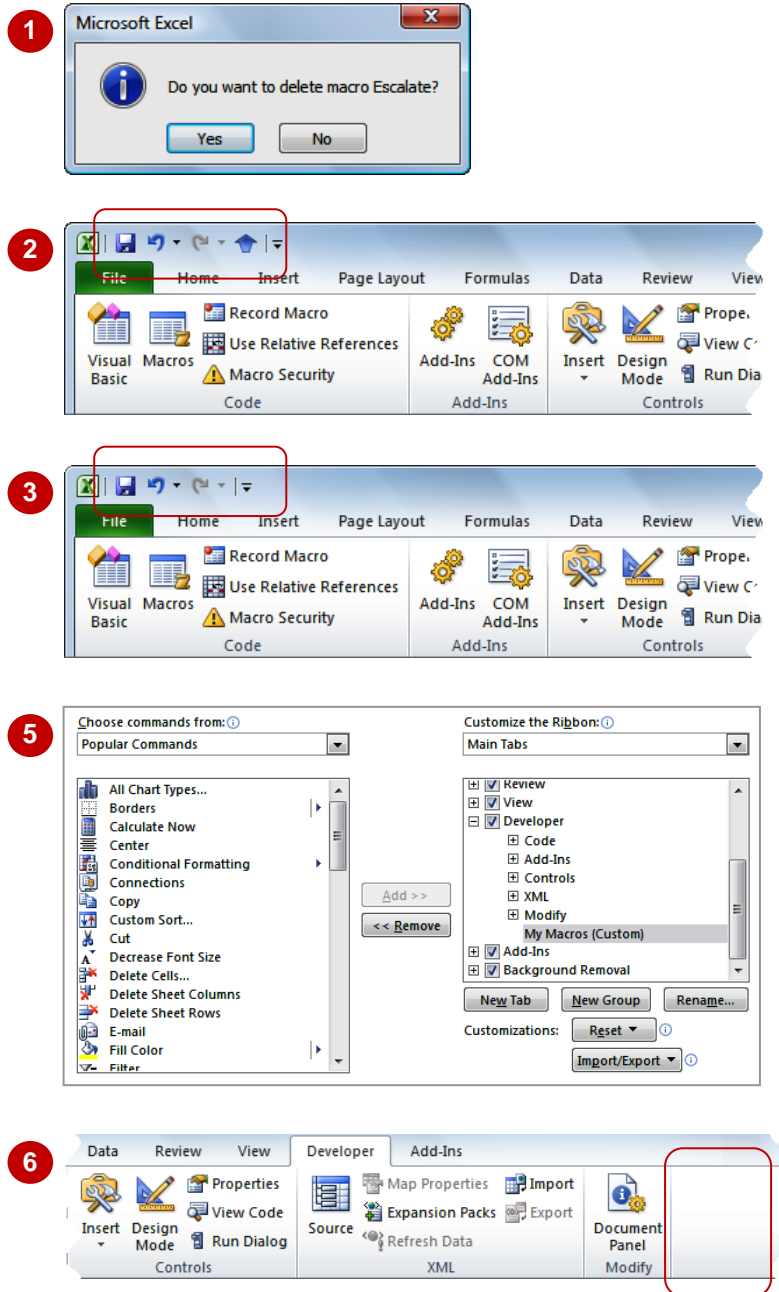 1
Microsoft Excel
Do you want to delete macro Escalate?
Yes No
2
File Home Insert Page Layout Formulas Data Review View
Visual Basic
Macros
Record Macro
Use Relative References
Macro Security
Code
Add-Ins
COM Add-Ins
Add-Ins
Insert
Design Mode
View
Run Dia
Controls
3
File Home Insert Page Layout Formulas Data Review View
Visual Basic
Macros
Record Macro
Use Relative References
Macro Security
Code
Add-Ins
COM Add-Ins
Add-Ins
Insert
Design Mode
View
Run Dia
Controls
5
Choose commands from:
Popular Commands
All Chart Types...
Borders
Calculate Now
Center
Conditional Formatting
Connections
Copy
Custom Sort...
Cut
Decrease Font Size
Delete Cells...
Delete Sheet Columns
Delete Sheet Rows
E-mail
Fill Color
Filter
Add >>
<< Remove
Customize the Ribbon:
Main Tabs
Review
View
Developer
Code
Add-Ins
Controls
XML
Modify
My Macros (Custom)
Add-Ins
Background Removal
New Tab New Group Rename...
Customizations: Reset
Import/Export
6
Data Review View Developer Add-Ins
Insert
Design Mode
Properties
View Code
Run Dialog
Controls
Source
Map Properties
Expansion Packs
Refresh Data
Import
Export
XML
Document Panel
Modify